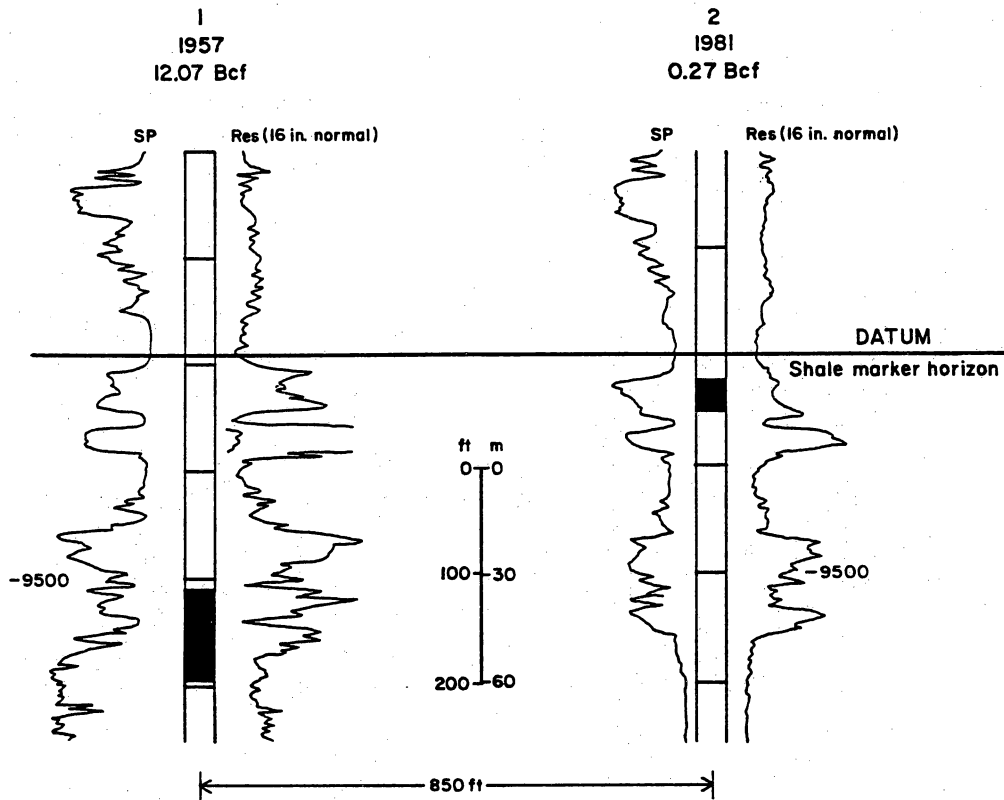 1
1957
12.07 Bcf
2
1981
0.27 Bcf
SP
Res (16 in. normal)
SP
Res (16 in. normal)
DATUM
Shale marker horizon
ft m
0 0
100 30
200 60
-9500
-9500
850 ft